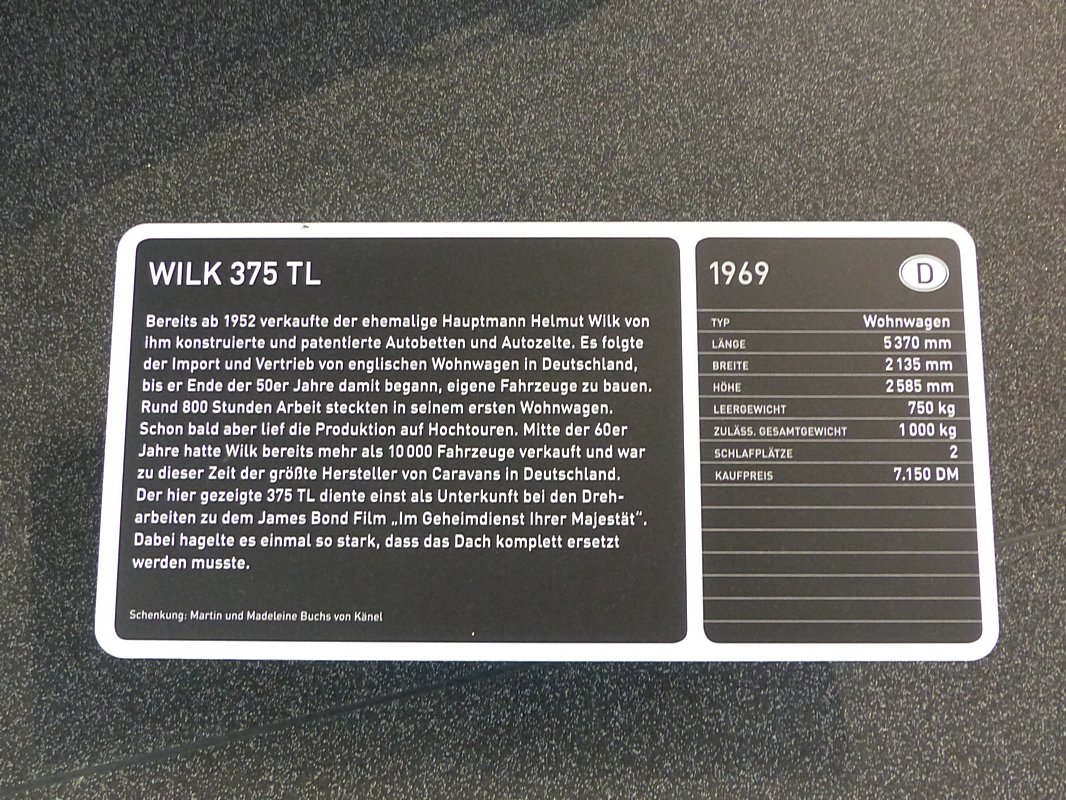 WILK 375 TL
Bereits ab 1952 verkaufte der ehemalige Hauptmann Helmut Wilk von
ihm konstruierte und patentierte Autobetten und Autozelte. Es folgte
der Import und Vertrieb von englischen Wohnwagen in Deutschland,
bis er Ende der 50er Jahre damit begann, eigene Fahrzeuge zu bauen.
Rund 800 Stunden Arbeit steckten in seinem ersten Wohnwagen.
Schon bald aber lief die Produktion auf Hochtouren. Mitte der 60er
Jahre hatte Wilk bereits mehr als 10 000 Fahrzeuge verkauft und war
zu dieser Zeit der größte Hersteller von Caravans in Deutschland.
Der hier gezeigte 375 TL diente einst als Unterkunft bei den Dreh-
arbeiten zu dem James Bond Film „Im Geheimdienst Ihrer Majestät“.
Dabei hagelte es einmal so stark, dass das Dach komplett ersetzt
werden musste.
Schenkung: Martin und Madeleine Buchs von Känel
1969 D
TYP Wohnwagen
LÄNGE 5 370 mm
BREITE 2 135 mm
HÖHE 2 585 mm
LEERGEWICHT 750 kg
ZULÄSS. GESAMTGEWICHT 1 000 kg
SCHLAFPLÄTZE 2
KAUFPREIS 7.150 DM